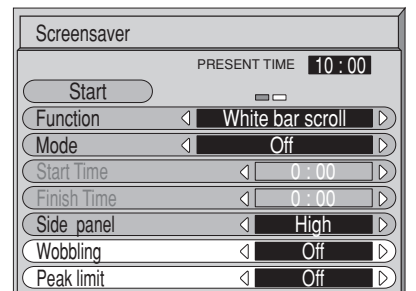 Screensaver
PRESENT TIME 10 : 00
Start
Function White bar scroll
Mode Off
Start Time 0 : 00
Finish Time 0 : 00
Side panel High
Wobbling Off
Peak limit Off